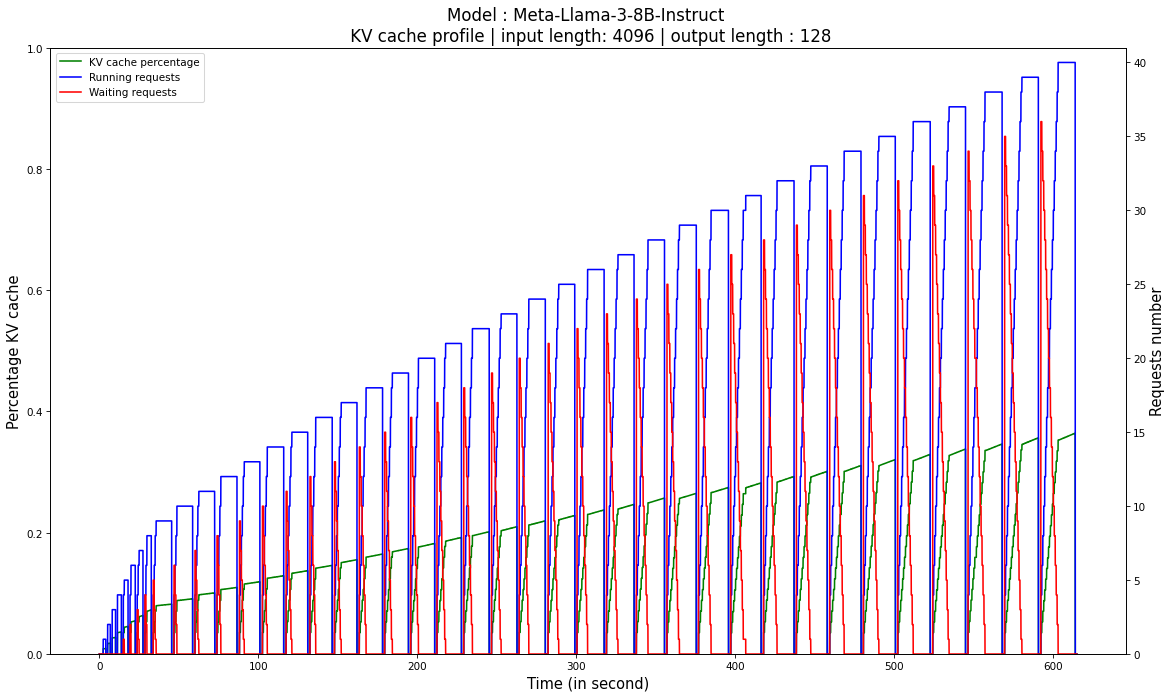 Model : Meta-Llama-3-8B-Instruct
KV cache profile | input length: 4096 | output length : 128
KV cache percentage
Running requests
Waiting requests
Percentage KV cache
1.0
0.8
0.6
0.4
0.2
0.0
40
35
30
25
20
15
10
5
0
Requests number
0 100 200 300 400 500 600
Time (in second)